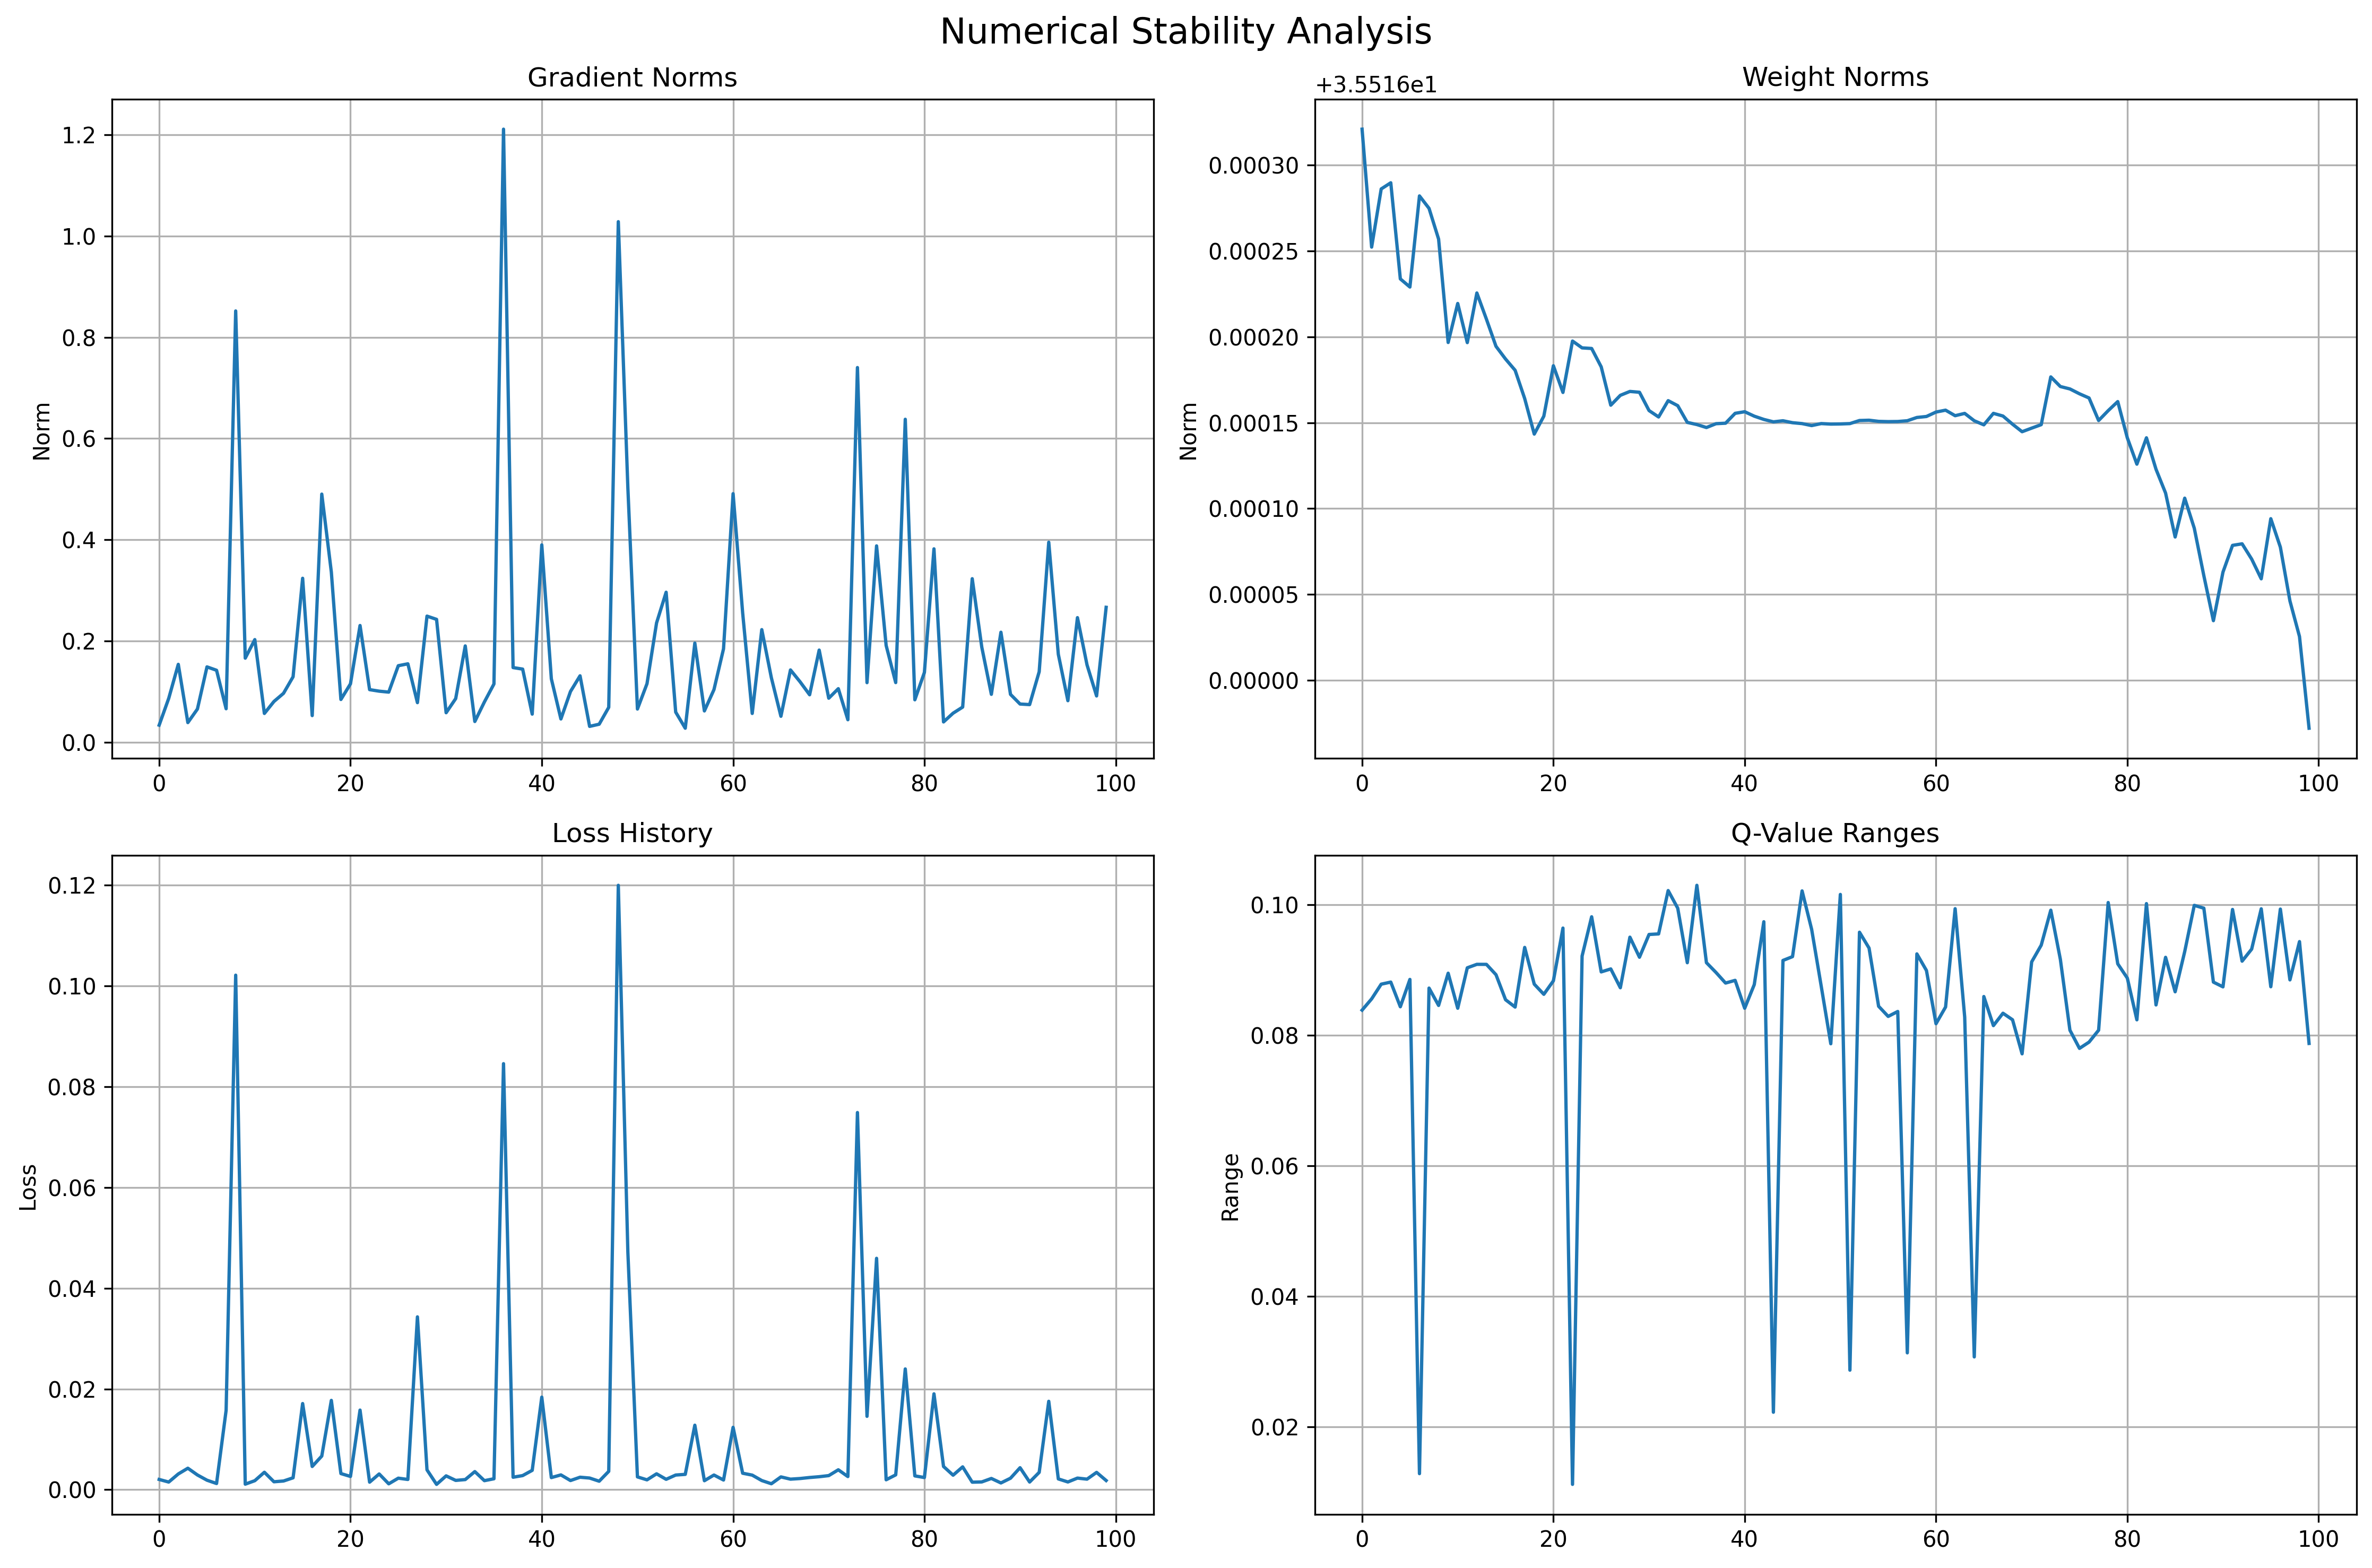 Numerical Stability Analysis
Gradient Norms
1.2
1.0
0.8
0.6
0.4
0.2
0.0
Norm
0 20 40 60 80 100
Weight Norms
+3.5516e1
0.00030
0.00025
0.00020
0.00015
0.00010
0.00005
0.00000
Norm
0 20 40 60 80 100
Loss History
0.12
0.10
0.08
0.06
0.04
0.02
0.00
Loss
0 20 40 60 80 100
Q-Value Ranges
0.10
0.08
0.06
0.04
0.02
Range
0 20 40 60 80 100